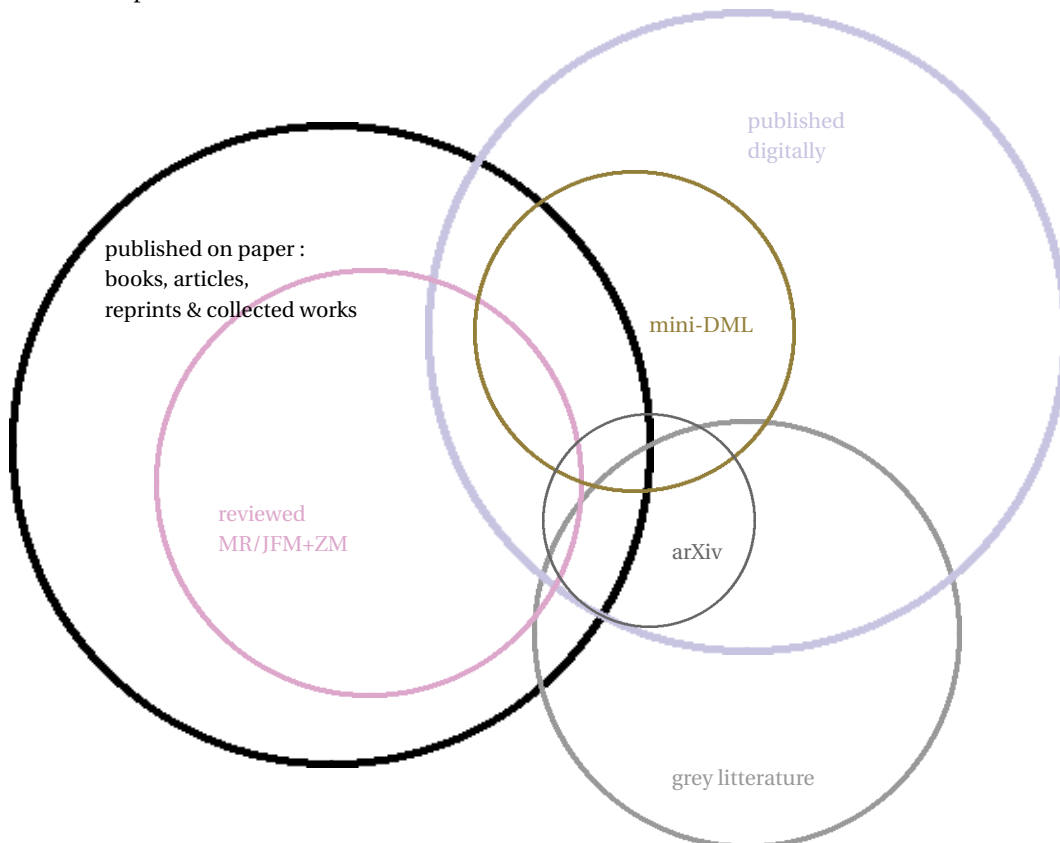 published
digitally
published on paper :
books, articles,
reprints & collected works
mini-DML
reviewed
MR/JFM+ZM
arXiv
grey litterature